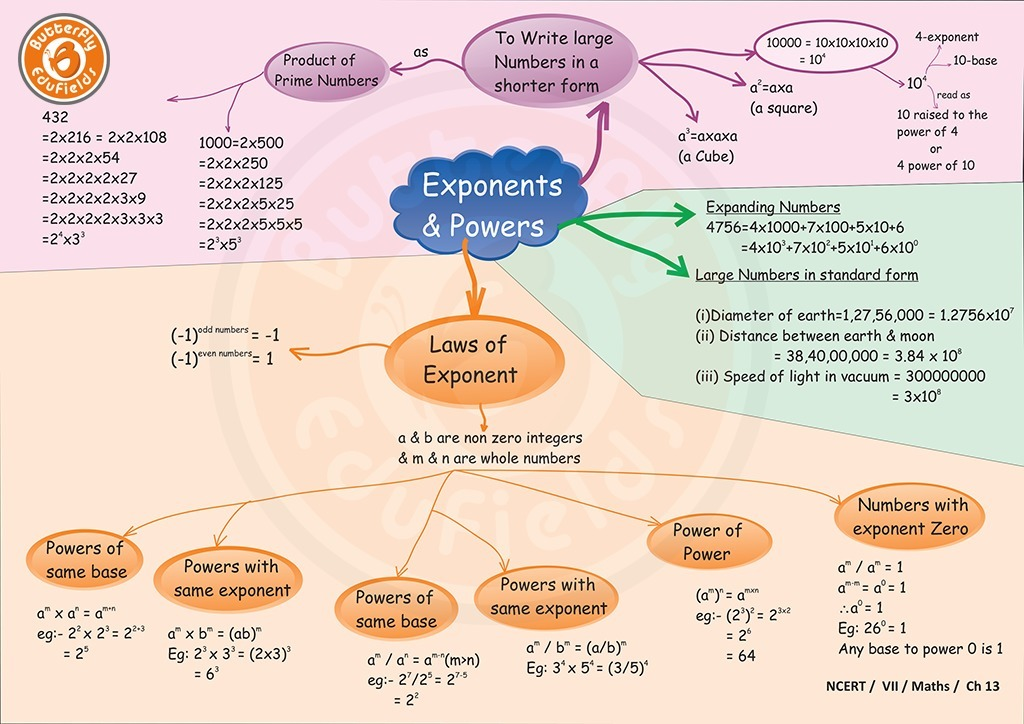 Butterfly
EduFields
Product of
Prime Numbers
as
To Write large
Numbers in a
shorter form
10000 = 10x10x10x10
= 10⁴
4-exponent
10-base
10⁴
read as
10 raised to the
power of 4
or
4 power of 10
a²=axa
(a square)
a³=axaxa
(a Cube)
432
=2x216 = 2x2x108
=2x2x2x54
=2x2x2x2x27
=2x2x2x2x3x9
=2x2x2x2x3x3x3
=2⁴x3³
1000=2x500
=2x2x250
=2x2x2x125
=2x2x2x5x25
=2x2x2x5x5x5
=2³x5³
Exponents
& Powers
Expanding Numbers
4756=4x1000+7x100+5x10+6
=4x10³+7x10²+5x10¹+6x10⁰
Large Numbers in standard form
(i)Diameter of earth=1,27,56,000 = 1.2756x10⁷
(ii) Distance between earth & moon
= 38,40,00,000 = 3.84 x 10⁸
(iii) Speed of light in vacuum = 300000000
= 3x10⁸
Laws of
Exponent
(-1)ᵒᵈᵈ ⁿᵘᵐᵇᵉʳˢ = -1
(-1)ᵉᵛᵉⁿ ⁿᵘᵐᵇᵉʳˢ = 1
a & b are non zero integers
& m & n are whole numbers
Powers of
same base
aᵐ x aⁿ = aᵐ⁺ⁿ
eg:- 2² x 2³ = 2²⁺³
= 2⁵
Powers with
same exponent
aᵐ x bᵐ = (ab)ᵐ
Eg: 2³ x 3³ = (2x3)³
= 6³
Powers of
same base
aᵐ / aⁿ = aᵐ⁻ⁿ(m>n)
eg:- 2⁷/2⁵ = 2⁷⁻⁵
= 2²
Powers with
same exponent
aᵐ / bᵐ = (a/b)ᵐ
Eg: 3⁴ x 5⁴ = (3/5)⁴
Power of
Power
(aᵐ)ⁿ = aᵐˣⁿ
eg:- (2³)² = 2³ˣ²
= 2⁶
= 64
Numbers with
exponent Zero
aᵐ / aᵐ = 1
aᵐ⁻ᵐ = a⁰ = 1
∴a⁰ = 1
Eg: 26⁰ = 1
Any base to power 0 is 1
NCERT / VII / Maths / Ch 13